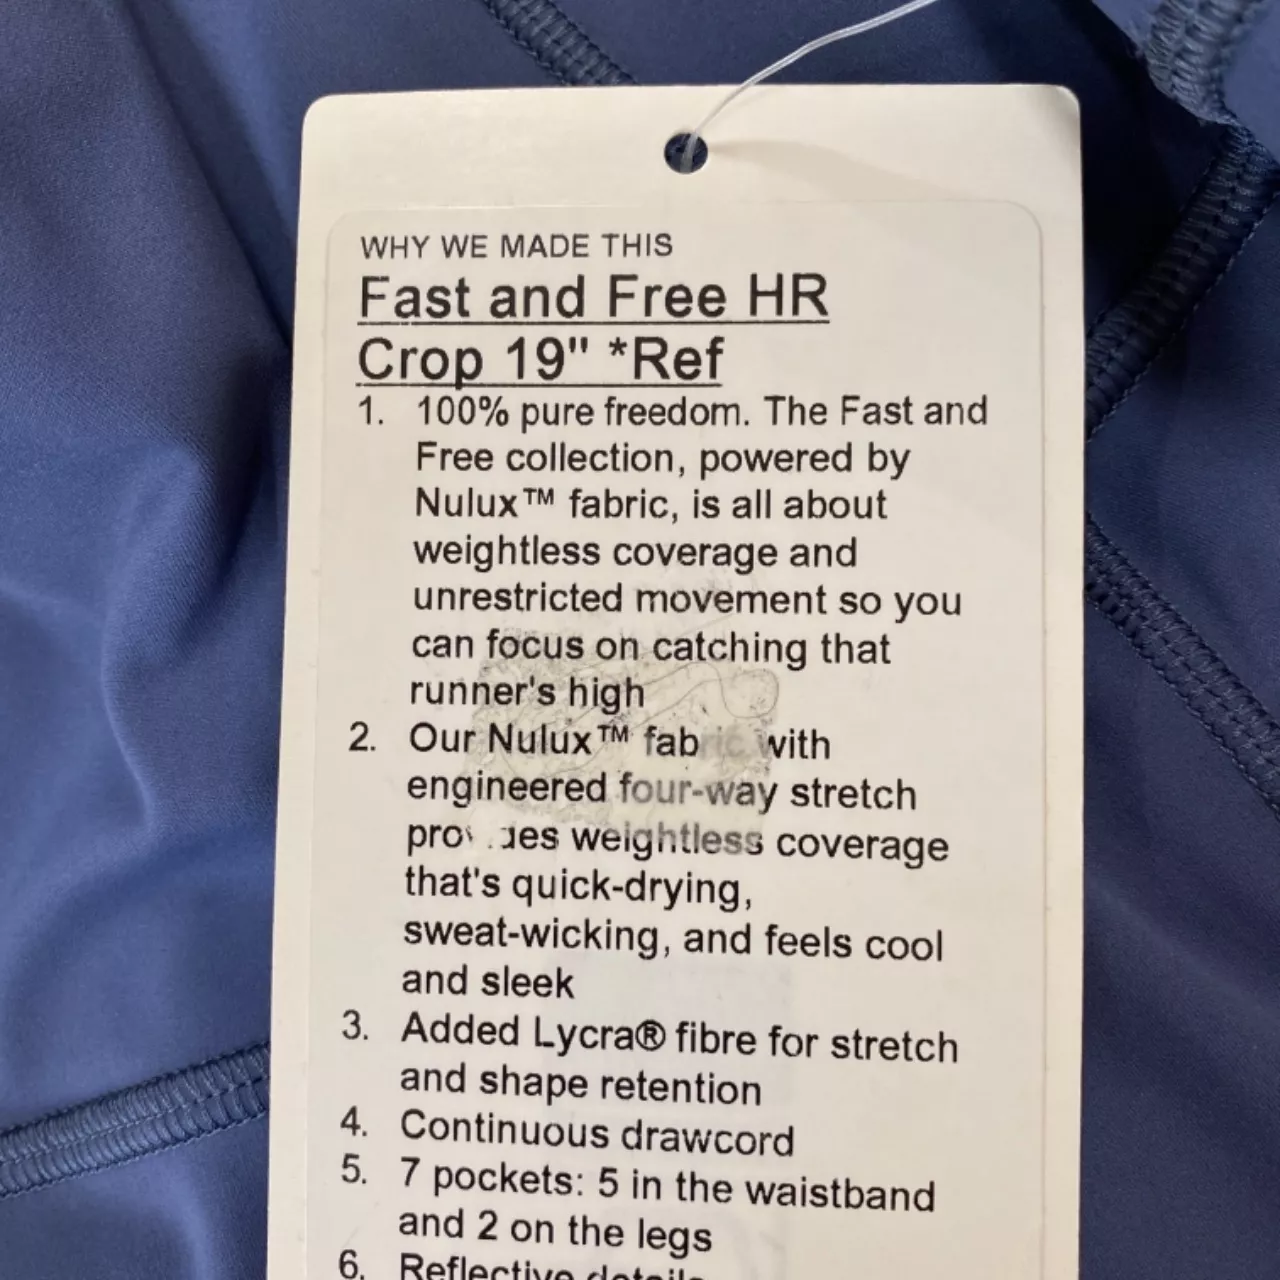 WHY WE MADE THIS
Fast and Free HR
Crop 19" *Ref
1. 100% pure freedom. The Fast and
Free collection, powered by
Nulux™ fabric, is all about
weightless coverage and
unrestricted movement so you
can focus on catching that
runner's high
2. Our Nulux™ fabric with
engineered four-way stretch
provides weightless coverage
that's quick-drying,
sweat-wicking, and feels cool
and sleek
3. Added Lycra® fibre for stretch
and shape retention
4. Continuous drawcord
5. 7 pockets: 5 in the waistband
and 2 on the legs
6. Reflective details